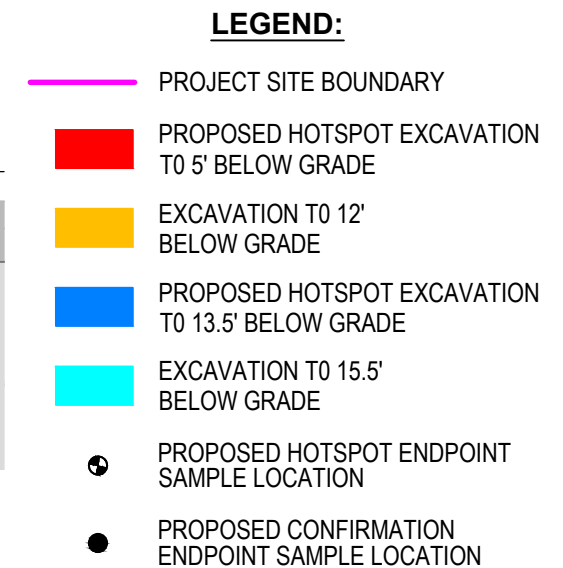 LEGEND:
PROJECT SITE BOUNDARY
PROPOSED HOTSPOT EXCAVATION
T0 5' BELOW GRADE
EXCAVATION T0 12'
BELOW GRADE
PROPOSED HOTSPOT EXCAVATION
T0 13.5' BELOW GRADE
EXCAVATION T0 15.5'
BELOW GRADE
PROPOSED HOTSPOT ENDPOINT
SAMPLE LOCATION
PROPOSED CONFIRMATION
ENDPOINT SAMPLE LOCATION